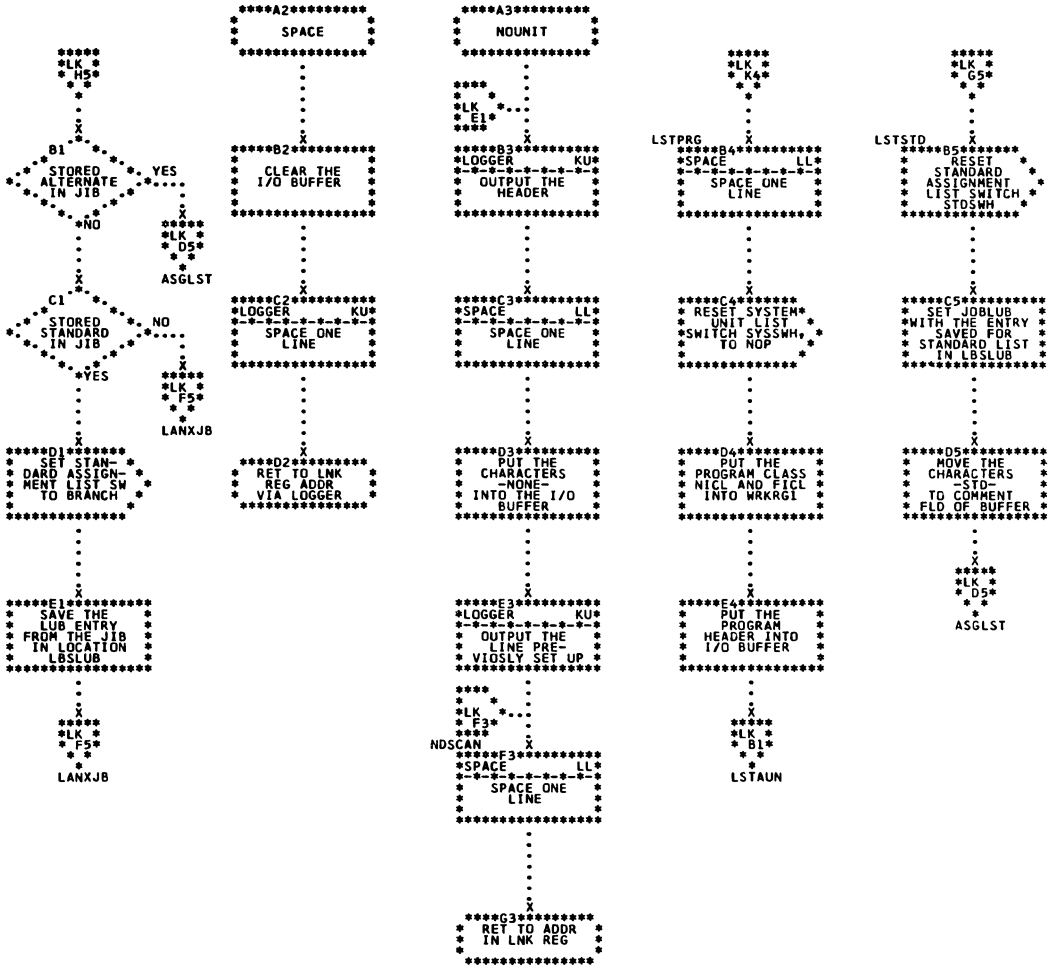 A2
SPACE
A3
NOUNIT
LK
H5
LK
E1
LK
K4
LK
G5
B1
STORED
ALTERNATE
IN JIB
YES
NO
LK
D5
ASGLST
B2
CLEAR THE
I/O BUFFER
B3
LOGGER KU
OUTPUT THE
HEADER
LSTPRG
B4
SPACE LL
SPACE ONE
LINE
LSTSTD
B5
RESET
STANDARD
ASSIGNMENT
LIST SWITCH
STDSWH
C1
STORED
STANDARD
IN JIB
NO
YES
LK
F5
LANXJB
C2
LOGGER KU
SPACE ONE
LINE
C3
SPACE LL
SPACE ONE
LINE
C4
RESET SYSTEM
UNIT LIST
SWITCH SYSSWH,
TO NOP
C5
SET JOBLUB
WITH THE ENTRY
SAVED FOR
STANDARD LIST
IN LBSLUB
D1
SET STAN-
DARD ASSIGN-
MENT LIST SW
TO BRANCH
D2
RET TO LNK
REG ADDR
VIA LOGGER
D3
PUT THE
CHARACTERS
-NONE-
INTO THE I/O
BUFFER
D4
PUT THE
PROGRAM CLASS
NICL AND FICL
INTO WRKRG1
D5
MOVE THE
CHARACTERS
-STD-
TO COMMENT
FLD OF BUFFER
LK
D5
ASGLST
E1
SAVE THE
LUB ENTRY
FROM THE JIB
IN LOCATION
LBSLUB
LK
F5
LANXJB
E3
LOGGER KU
OUTPUT THE
LINE PRE-
VIOSLY SET UP
E4
PUT THE
PROGRAM
HEADER INTO
I/O BUFFER
LK
B1
LSTAUN
LK
F3
NDSCAN
F3
SPACE LL
SPACE ONE
LINE
G3
RET TO ADDR
IN LNK REG